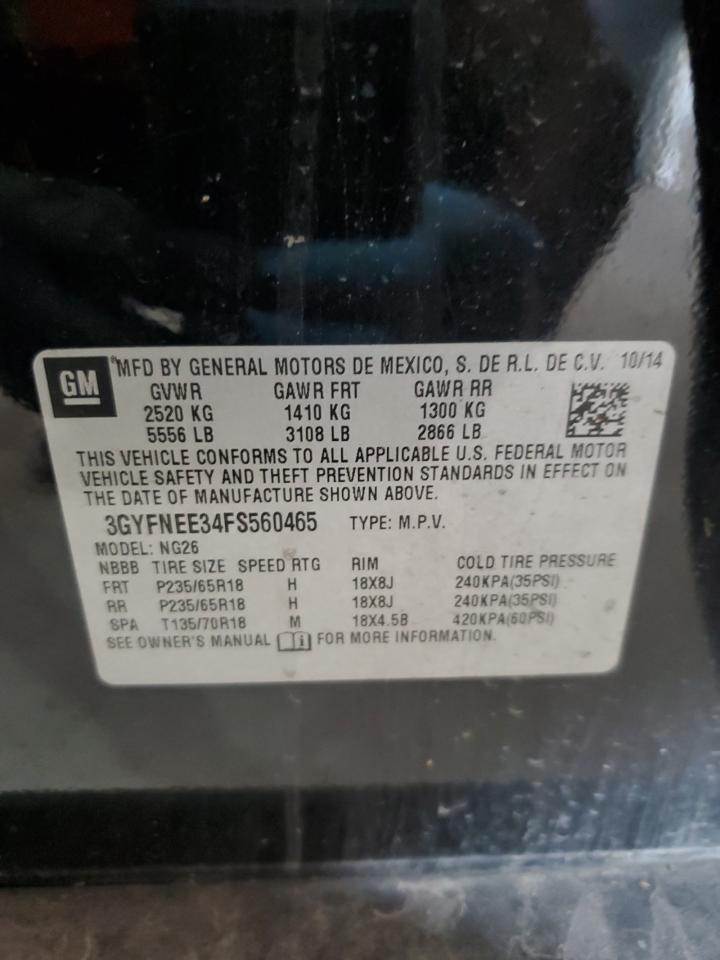 GM
®MFD BY GENERAL MOTORS DE MEXICO, S. DE R.L. DE C.V. 10/14
GVWR GAWR FRT GAWR RR
2520 KG 1410 KG 1300 KG
5556 LB 3108 LB 2866 LB
THIS VEHICLE CONFORMS TO ALL APPLICABLE U.S. FEDERAL MOTOR
VEHICLE SAFETY AND THEFT PREVENTION STANDARDS IN EFFECT ON
THE DATE OF MANUFACTURE SHOWN ABOVE.
3GYFNEE34FS560465 TYPE: M.P.V.
MODEL: NG26
NBBB TIRE SIZE SPEED RTG RIM COLD TIRE PRESSURE
FRT P235/65R18 H 18X8J 240KPA(35PSI)
RR P235/65R18 H 18X8J 240KPA(35PSI)
SPA T135/70R18 M 18X4.5B 420KPA(60PSI)
SEE OWNER'S MANUAL i FOR MORE INFORMATION.